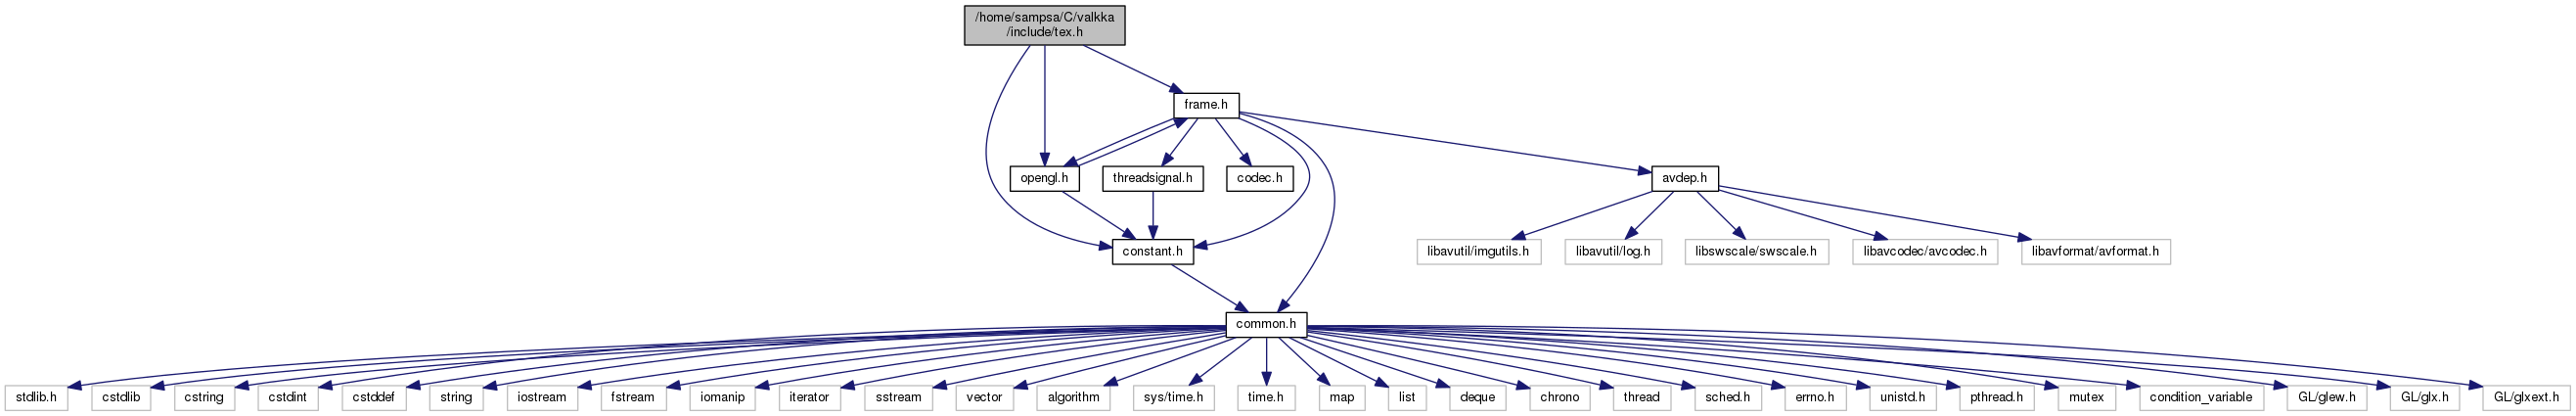 /home/sampsa/C/valkka
/include/tex.h
frame.h
opengl.h
threadsignal.h
codec.h
avdep.h
constant.h
libavutil/imgutils.h
libavutil/log.h
libswscale/swscale.h
libavcodec/avcodec.h
libavformat/avformat.h
common.h
stdlib.h
cstdlib
cstring
cstdint
cstddef
string
iostream
fstream
iomanip
iterator
sstream
vector
algorithm
sys/time.h
time.h
map
list
deque
chrono
thread
sched.h
errno.h
unistd.h
pthread.h
mutex
condition_variable
GL/glew.h
GL/glx.h
GL/glxext.h